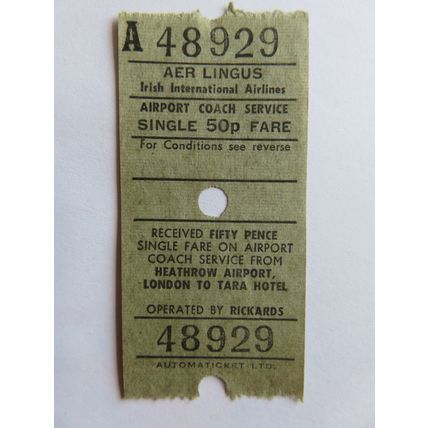 A 48929
AER LINGUS
Irish International Airlines
AIRPORT COACH SERVICE
SINGLE 50p FARE
For Conditions see reverse
RECEIVED FIFTY PENCE
SINGLE FARE ON AIRPORT
COACH SERVICE FROM
HEATHROW AIRPORT,
LONDON TO TARA HOTEL
OPERATED BY RICKARDS
48929
AUTOMATICKET LTD.